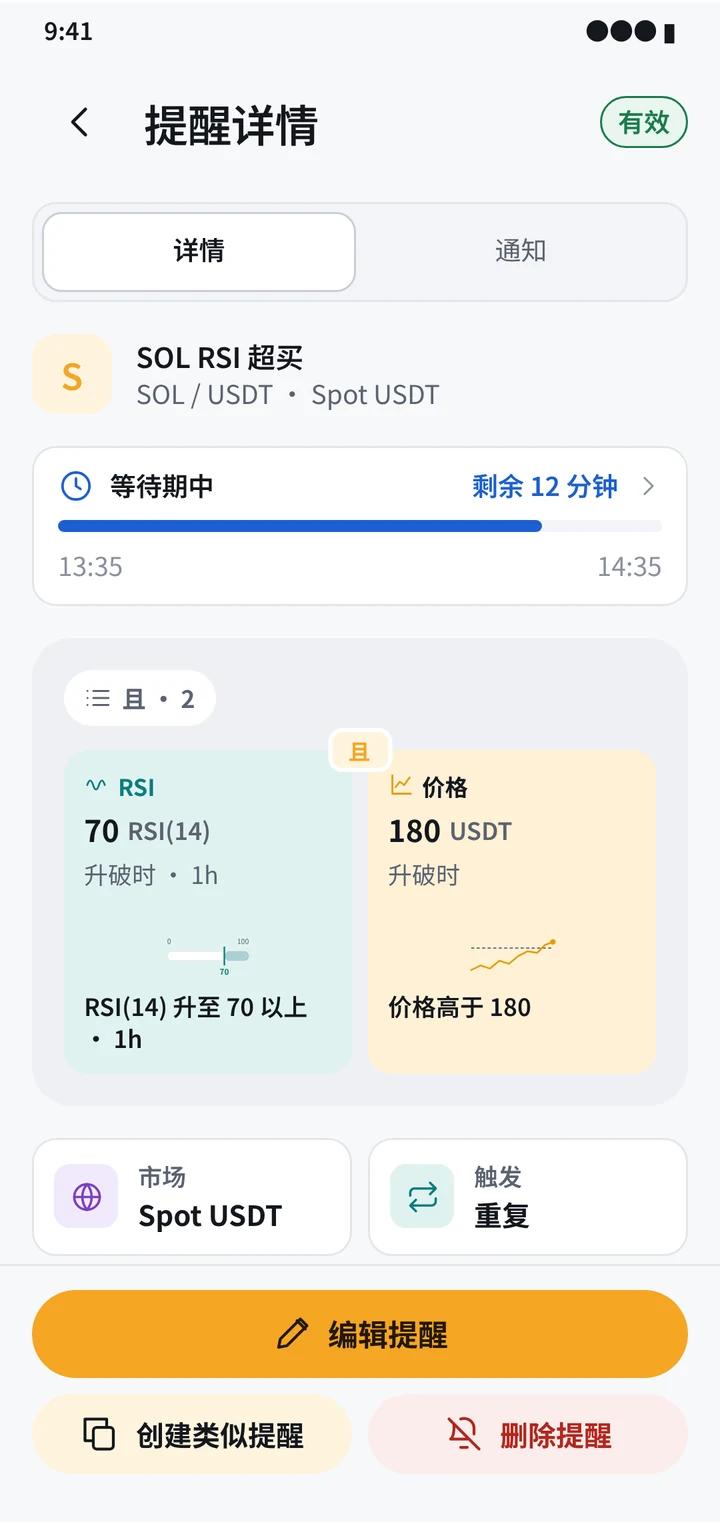 9:41
提醒详情
有效
详情
通知
S
SOL RSI 超买
SOL / USDT • Spot USDT
等待期中
剩余 12 分钟
13:35
14:35
且 • 2
且
RSI
70 RSI(14)
升破时 • 1h
0
100
70
RSI(14) 升至 70 以上
• 1h
价格
180 USDT
升破时
价格高于 180
市场
Spot USDT
触发
重复
编辑提醒
创建类似提醒
删除提醒